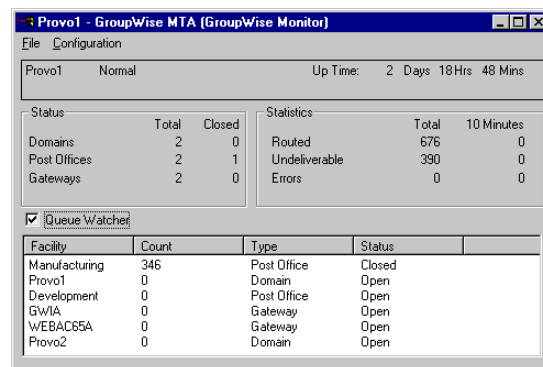 Provo1 - GroupWise MTA (GroupWise Monitor)
File Configuration
Provo1 Normal Up Time: 2 Days 18Hrs 48 Mins
Status
Total Closed
Domains 2 0
Post Offices 2 1
Gateways 2 0
Statistics
Total 10 Minutes
Routed 676 0
Undeliverable 390 0
Errors 0 0
Queue Watcher
Facility Count Type Status
Manufacturing 346 Post Office Closed
Provo1 0 Domain Open
Development 0 Post Office Open
GWIA 0 Gateway Open
WEBAC65A 0 Gateway Open
Provo2 0 Domain Open